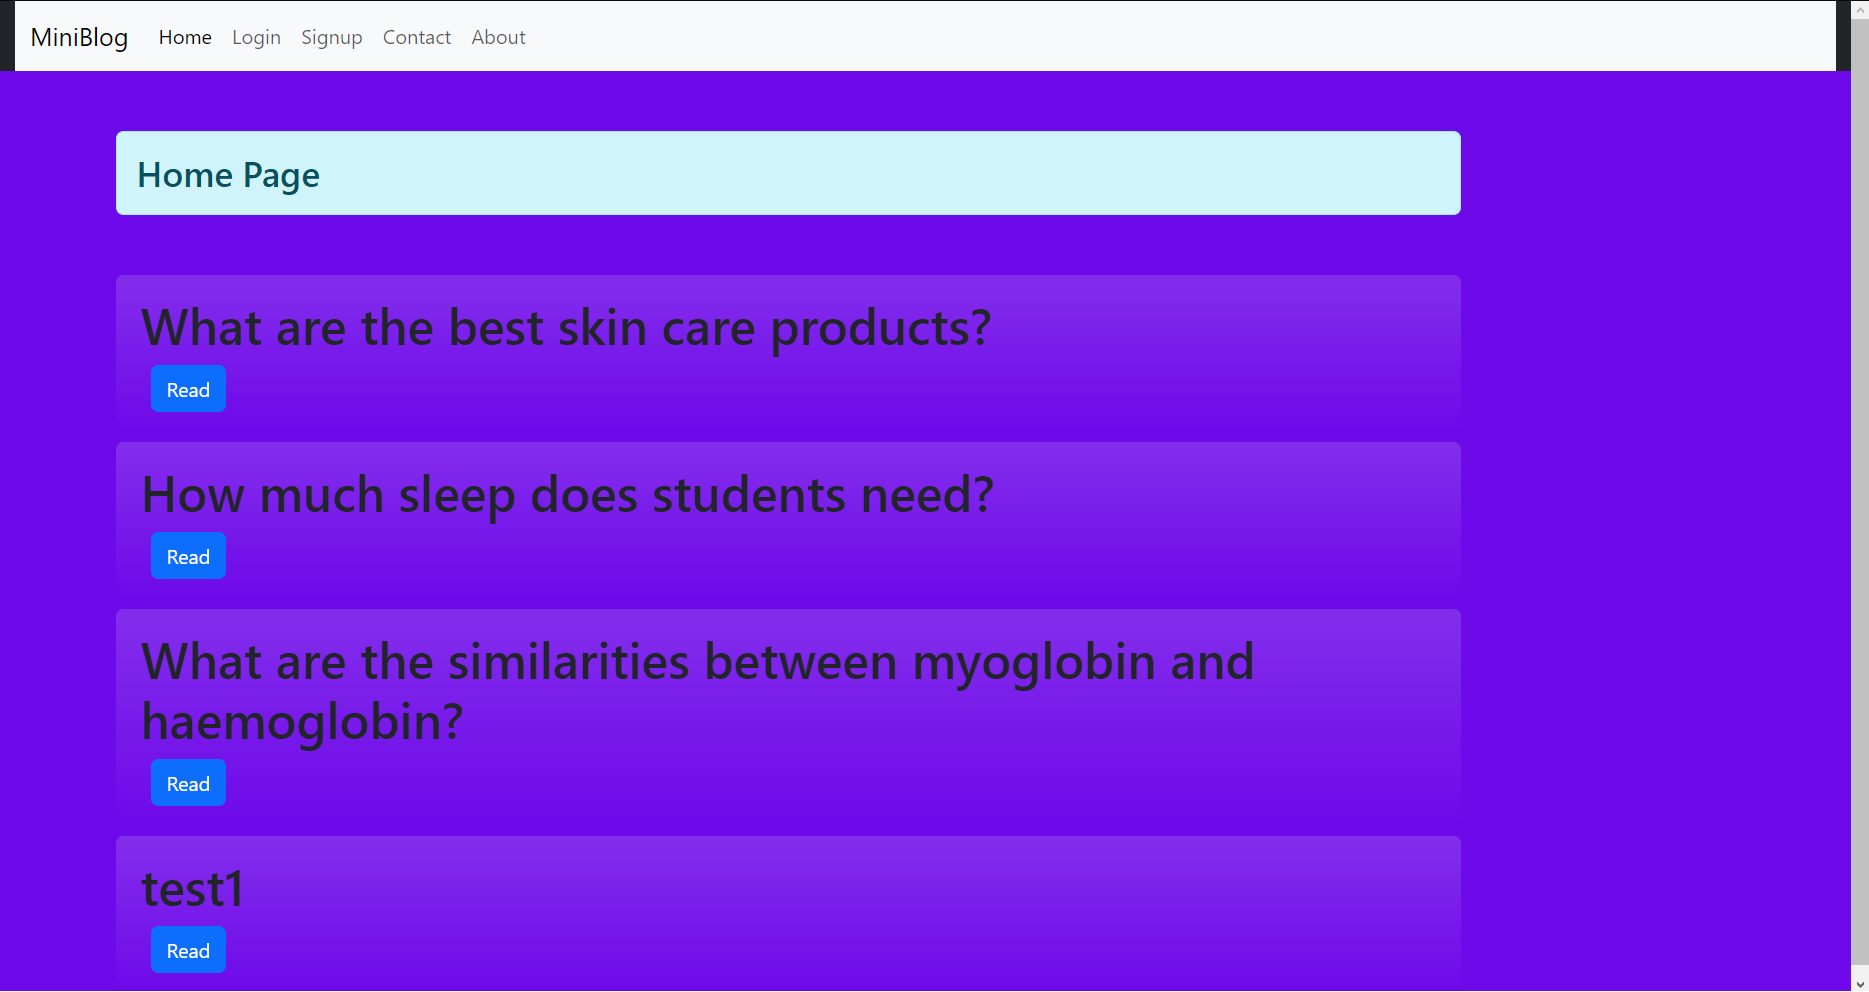 MiniBlog Home Login Signup Contact About
Home Page
What are the best skin care products?
Read
How much sleep does students need?
Read
What are the similarities between myoglobin and
haemoglobin?
Read
test1
Read